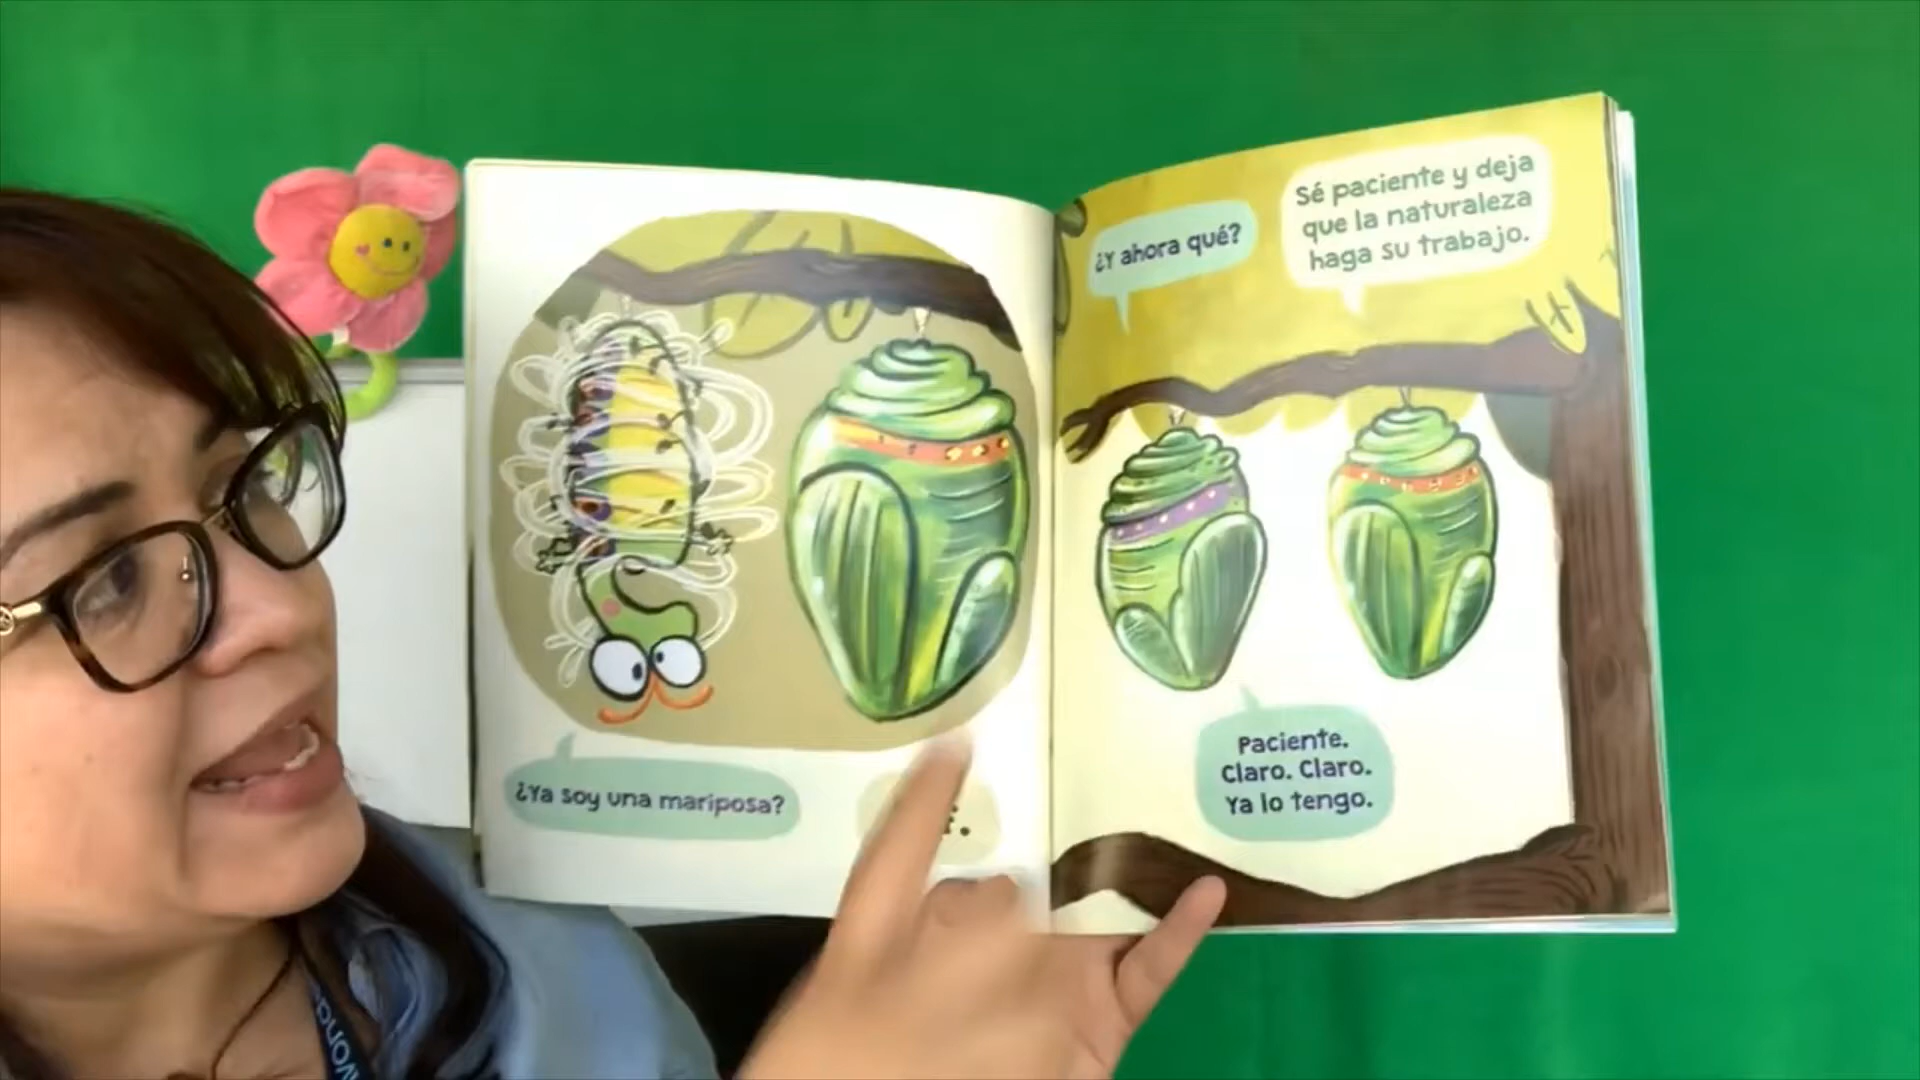 ¿Ya soy una mariposa?
¿Y ahora qué?
Sé paciente y deja
que la naturaleza
haga su trabajo.
Paciente.
Claro. Claro.
Ya lo tengo.